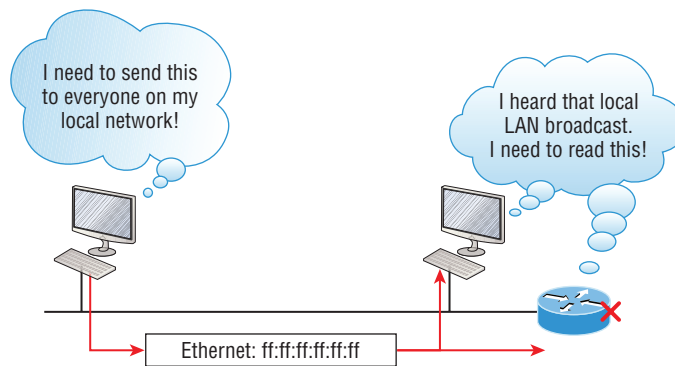 I need to send this
to everyone on my
local network!
I heard that local
LAN broadcast.
I need to read this!
Ethernet: ff:ff:ff:ff:ff:ff